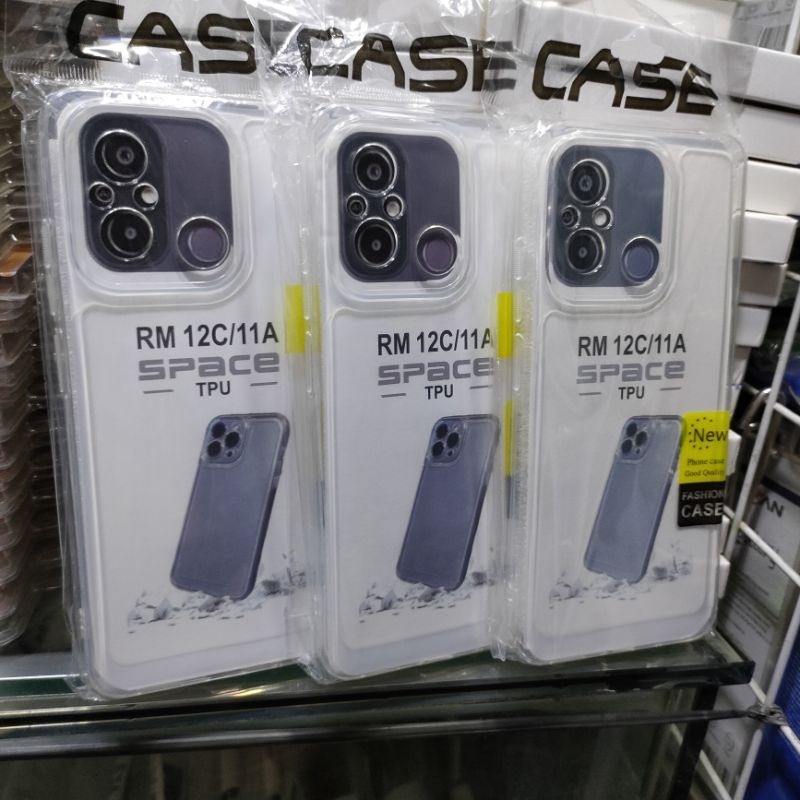 CASE
CASE
CASE
RM 12C/11A
SPACE
TPU
RM 12C/11A
SPACE
TPU
RM 12C/11A
SPACE
TPU
:New
Phone case
Good Quality
FASHION
CASE